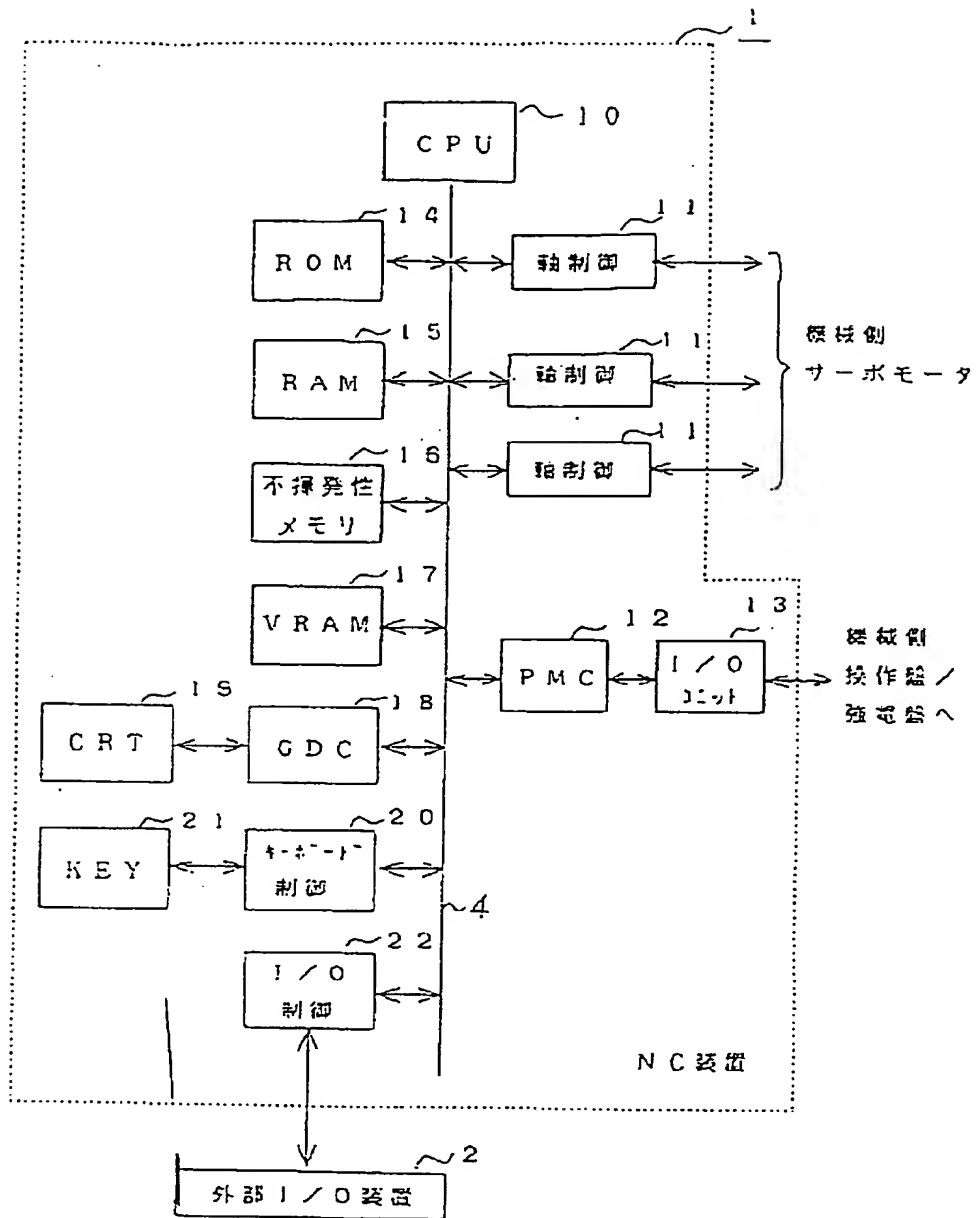 1
10
CPU
14
11
ROM
軸制御
15
11
RAM
軸制御
機械側
サーボモータ
16
11
不揮発性
メモリ
軸制御
17
VRAM
12
13
PMC
I/O
ユニット
機械側
操作盤/
強電盤へ
18
CRT
GDC
21
20
KEY
キーボード
制御
4
22
I/O
制御
NC装置
2
外部I/O装置